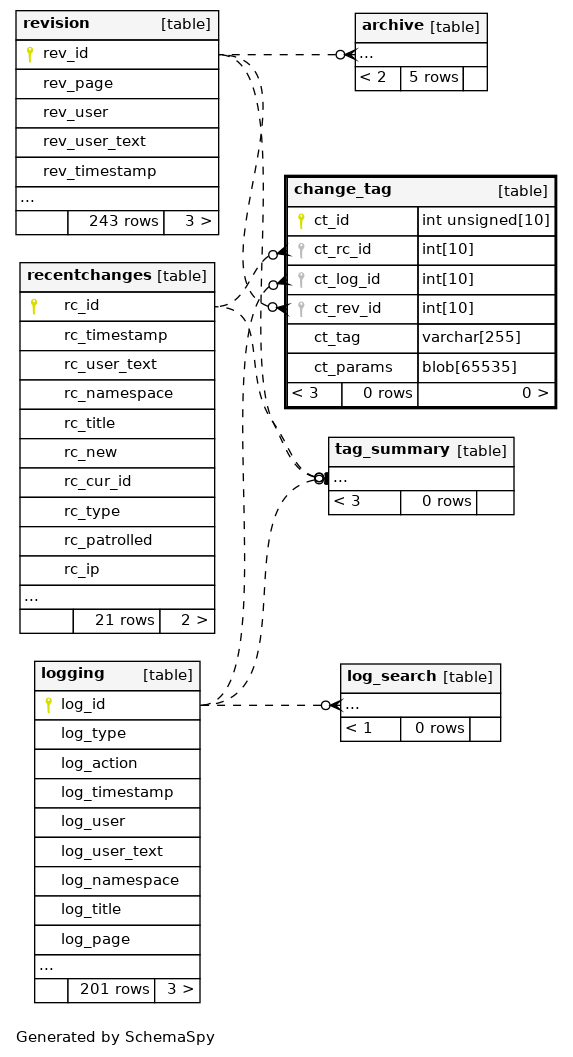 revision [table]
rev_id
rev_page
rev_user
rev_user_text
rev_timestamp
...
243 rows 3 >
archive [table]
...
< 2 5 rows
change_tag [table]
ct_id int unsigned[10]
ct_rc_id int[10]
ct_log_id int[10]
ct_rev_id int[10]
ct_tag varchar[255]
ct_params blob[65535]
< 3 0 rows 0 >
recentchanges [table]
rc_id
rc_timestamp
rc_user_text
rc_namespace
rc_title
rc_new
rc_cur_id
rc_type
rc_patrolled
rc_ip
...
21 rows 2 >
tag_summary [table]
...
< 3 0 rows
logging [table]
log_id
log_type
log_action
log_timestamp
log_user
log_user_text
log_namespace
log_title
log_page
...
201 rows 3 >
log_search [table]
...
< 1 0 rows
Generated by SchemaSpy